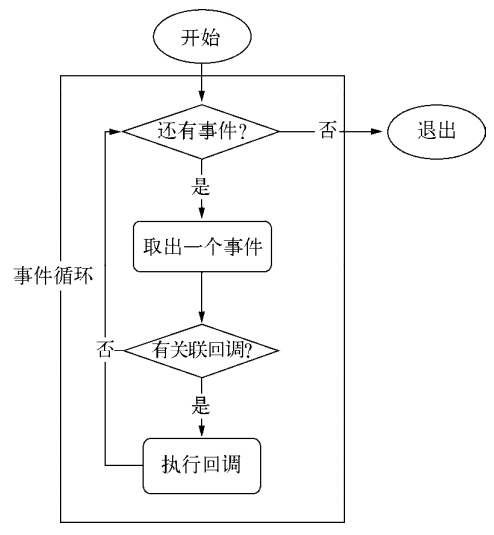 开始
还有事件?
否
退出
是
取出一个事件
事件循环
否
有关联回调?
是
执行回调